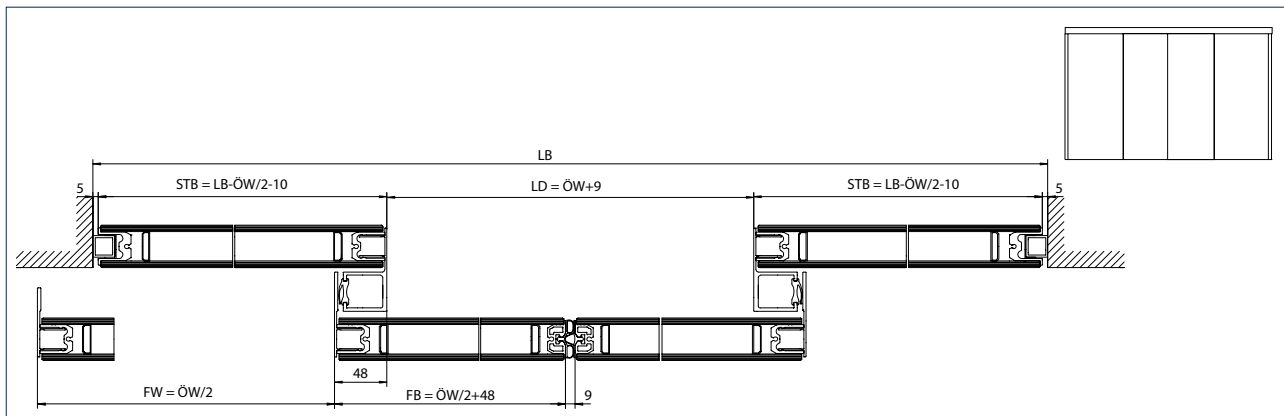 LB
5
STB = LB-ÖW/2-10
LD = ÖW+9
STB = LB-ÖW/2-10
5
48
FW = ÖW/2
FB = ÖW/2+48
9